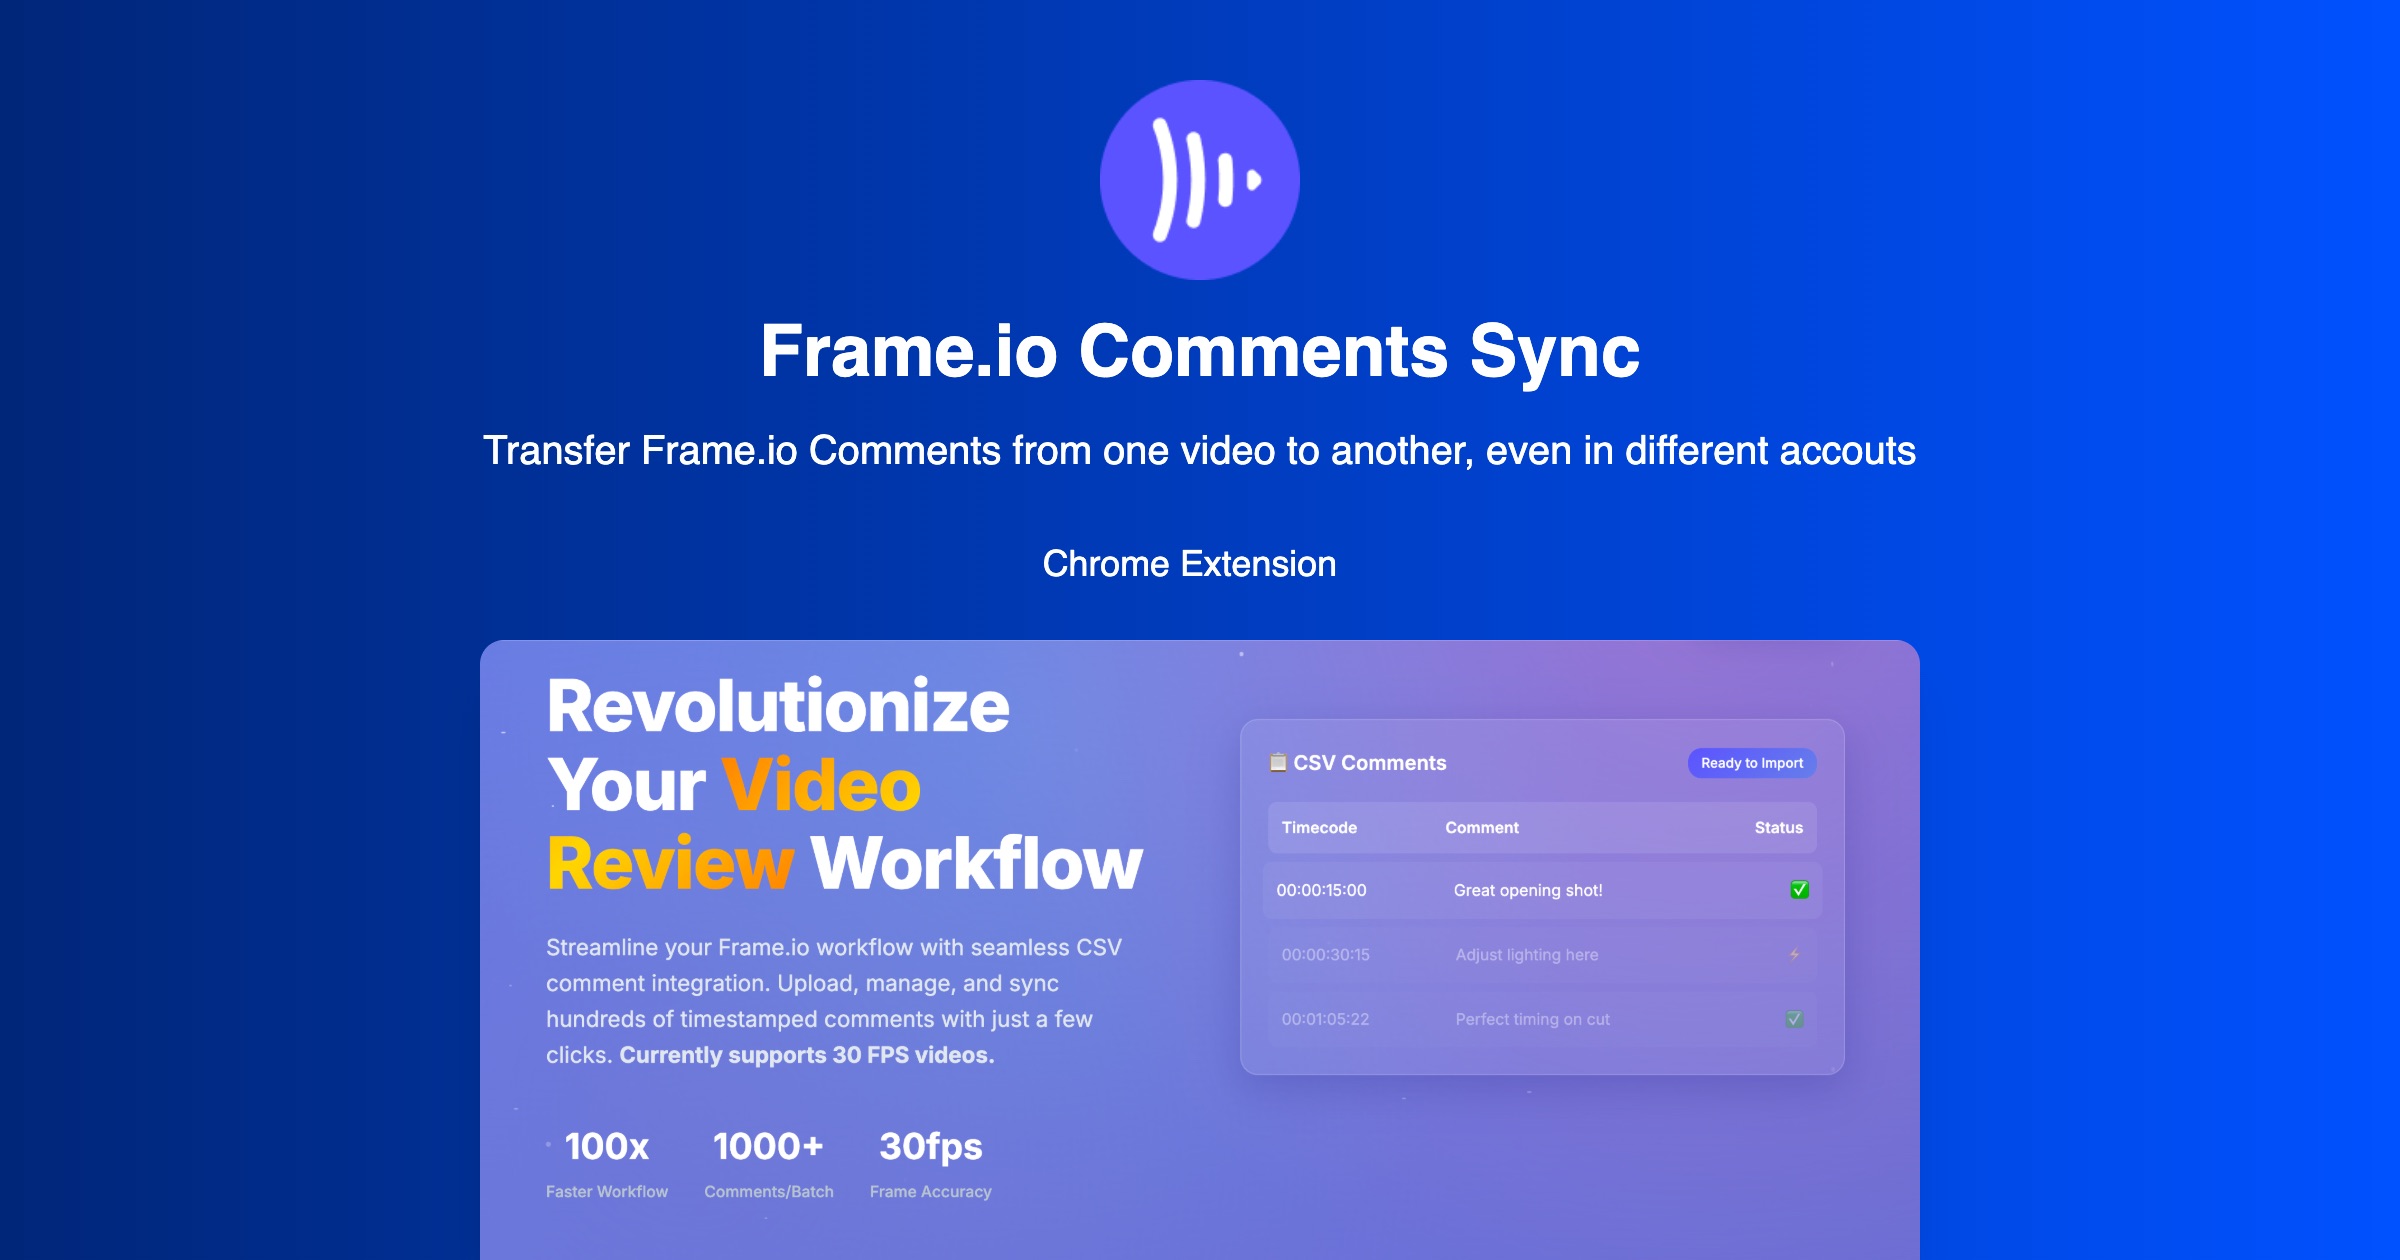 Frame.io Comments Sync
Transfer Frame.io Comments from one video to another, even in different accouts
Chrome Extension
Revolutionize
Your Video
Review Workflow
Streamline your Frame.io workflow with seamless CSV
comment integration. Upload, manage, and sync
hundreds of timestamped comments with just a few
clicks. Currently supports 30 FPS videos.
100x 1000+ 30fps
Faster Workflow Comments/Batch Frame Accuracy
📋 CSV Comments Ready to Import
Timecode Comment Status
00:00:15:00 Great opening shot! ✅
00:00:30:15 Adjust lighting here ⚡
00:01:05:22 Perfect timing on cut ✅